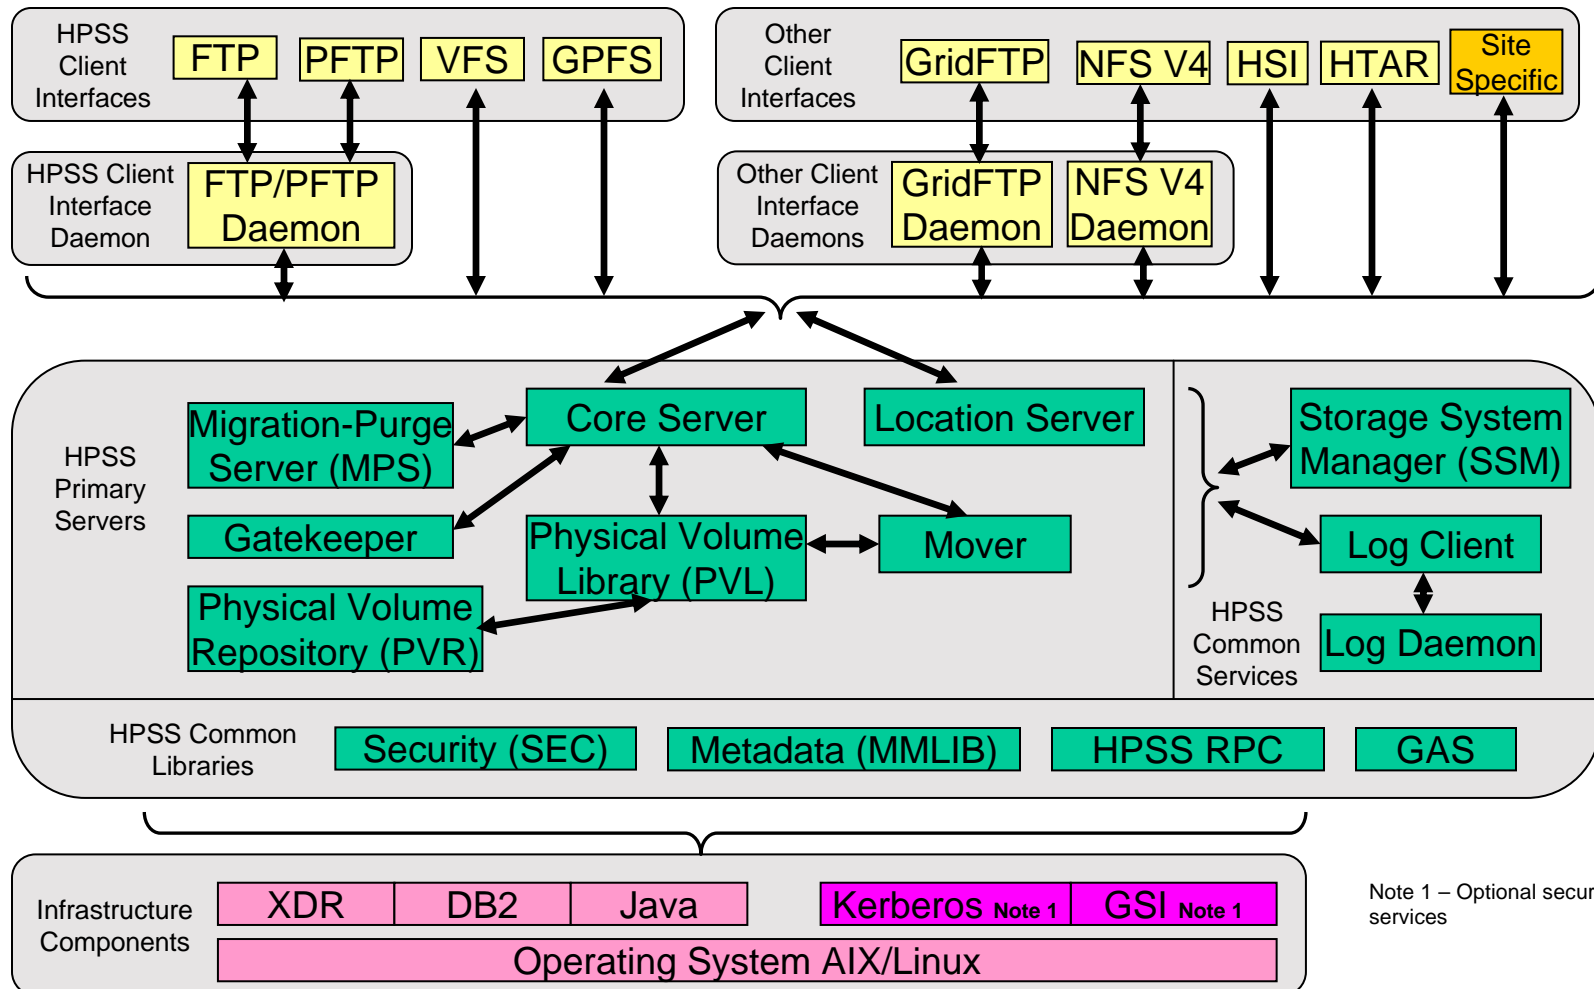 HPSS
Client
Interfaces
FTP
PFTP
VFS
GPFS
Other
Client
Interfaces
GridFTP
NFS V4
HSI
HTAR
Site
Specific
HPSS Client
Interface
Daemon
FTP/PFTP
Daemon
Other Client
Interface
Daemons
GridFTP
Daemon
NFS V4
Daemon
HPSS
Primary
Servers
Migration-Purge
Server (MPS)
Core Server
Location Server
Gatekeeper
Physical Volume
Library (PVL)
Mover
Physical Volume
Repository (PVR)
Storage System
Manager (SSM)
Log Client
Log Daemon
HPSS
Common
Services
HPSS Common
Libraries
Security (SEC)
Metadata (MMLIB)
HPSS RPC
GAS
Infrastructure
Components
XDR
DB2
Java
Kerberos Note 1
GSI Note 1
Operating System AIX/Linux
Note 1 – Optional
services